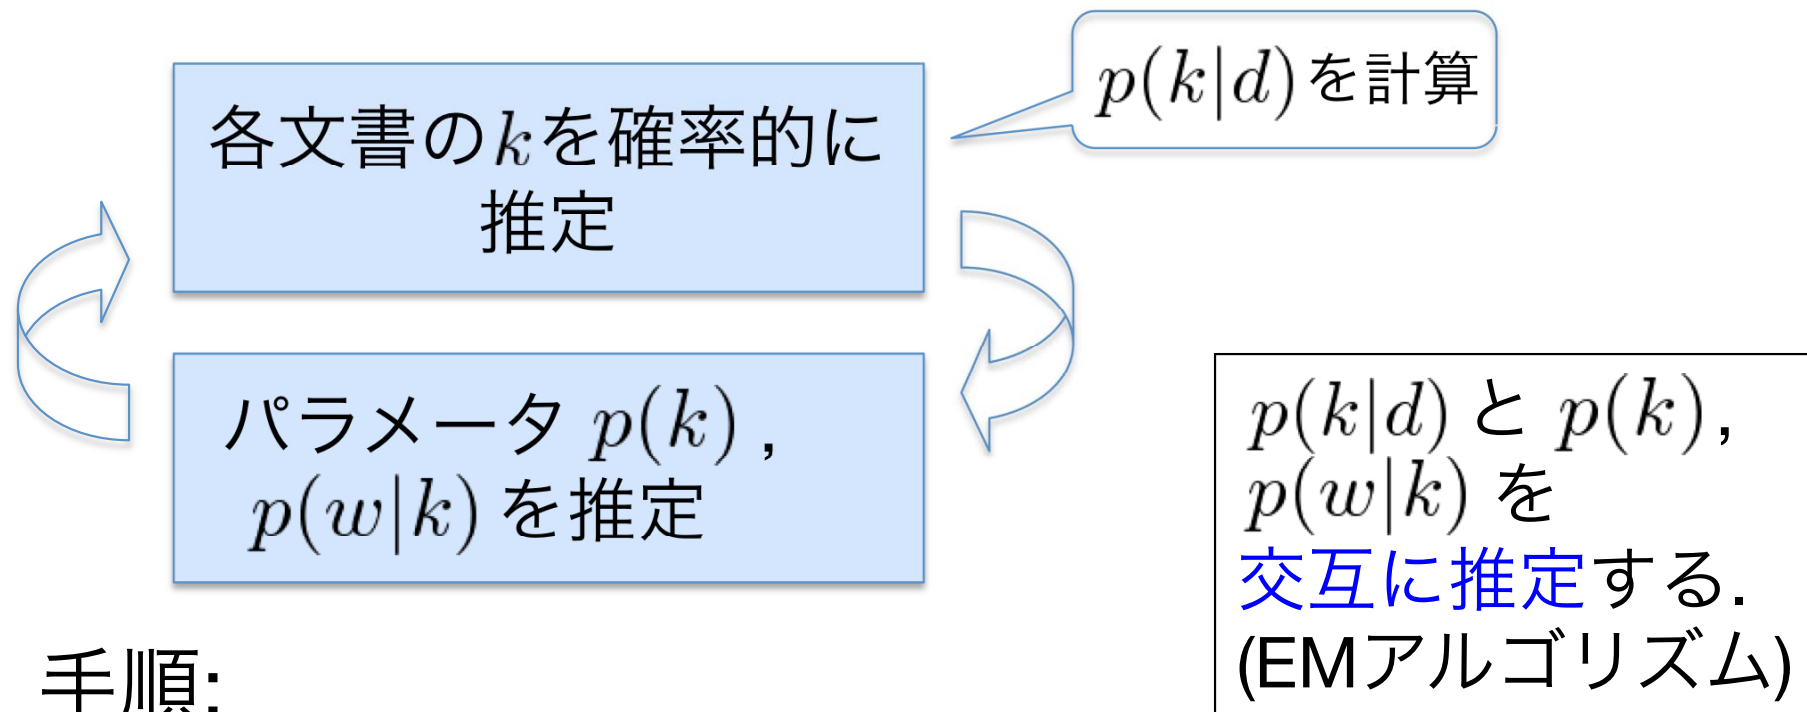 p(k|d)を計算
各文書のkを確率的に
推定
パラメータ p(k) ,
p(w|k) を推定
p(k|d) と p(k),
p(w|k) を
交互に推定する.
(EMアルゴリズム)
手順: